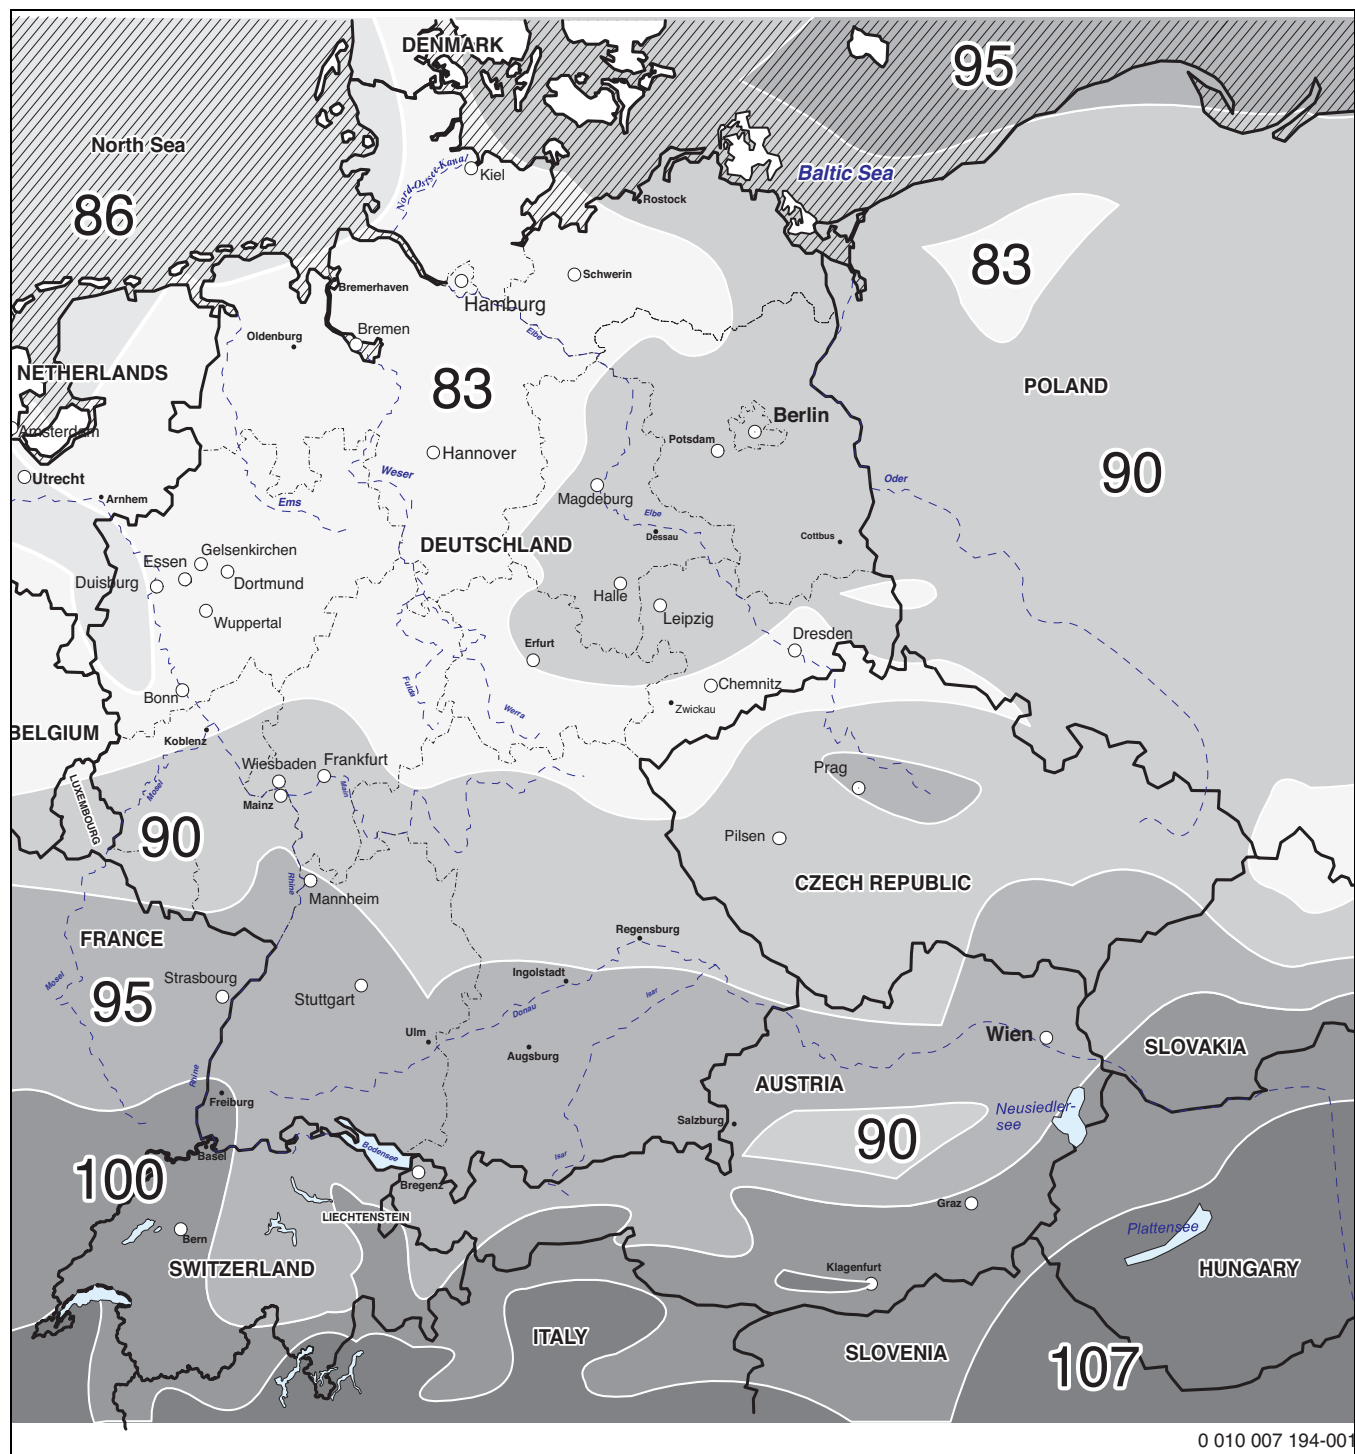 DENMARK
95
North Sea
Nord-Ostsee-Kanal
Kiel
Baltic Sea
86
Rostock
83
Schwerin
Bremerhaven
Hamburg
Oldenburg
Bremen
Elbe
NETHERLANDS
83
POLAND
Amsterdam
Berlin
Potsdam
Hannover
90
Utrecht
Weser
Oder
Arnhem
Magdeburg
Ems
Elbe
Dessau
Cottbus
DEUTSCHLAND
Gelsenkirchen
Essen
Duisburg
Dortmund
Halle
Leipzig
Wuppertal
Dresden
Erfurt
Bonn
Fulda
Chemnitz
Zwickau
Werra
BELGIUM
Koblenz
Wiesbaden
Frankfurt
Prag
LUXEMBOURG
Mosel
Main
Mainz
90
Pilsen
Rhine
CZECH REPUBLIC
Mannheim
FRANCE
Regensburg
Mosel
Strasbourg
Ingolstadt
95
Stuttgart
Isar
Donau
Ulm
Wien
SLOVAKIA
Augsburg
Rhine
AUSTRIA
Freiburg
Neusiedler-
see
Salzburg
90
Basel
Bodensee
Isar
100
Bregenz
Graz
LIECHTENSTEIN
Plattensee
Bern
SWITZERLAND
Klagenfurt
HUNGARY
ITALY
SLOVENIA
107
0 010 007 194-001